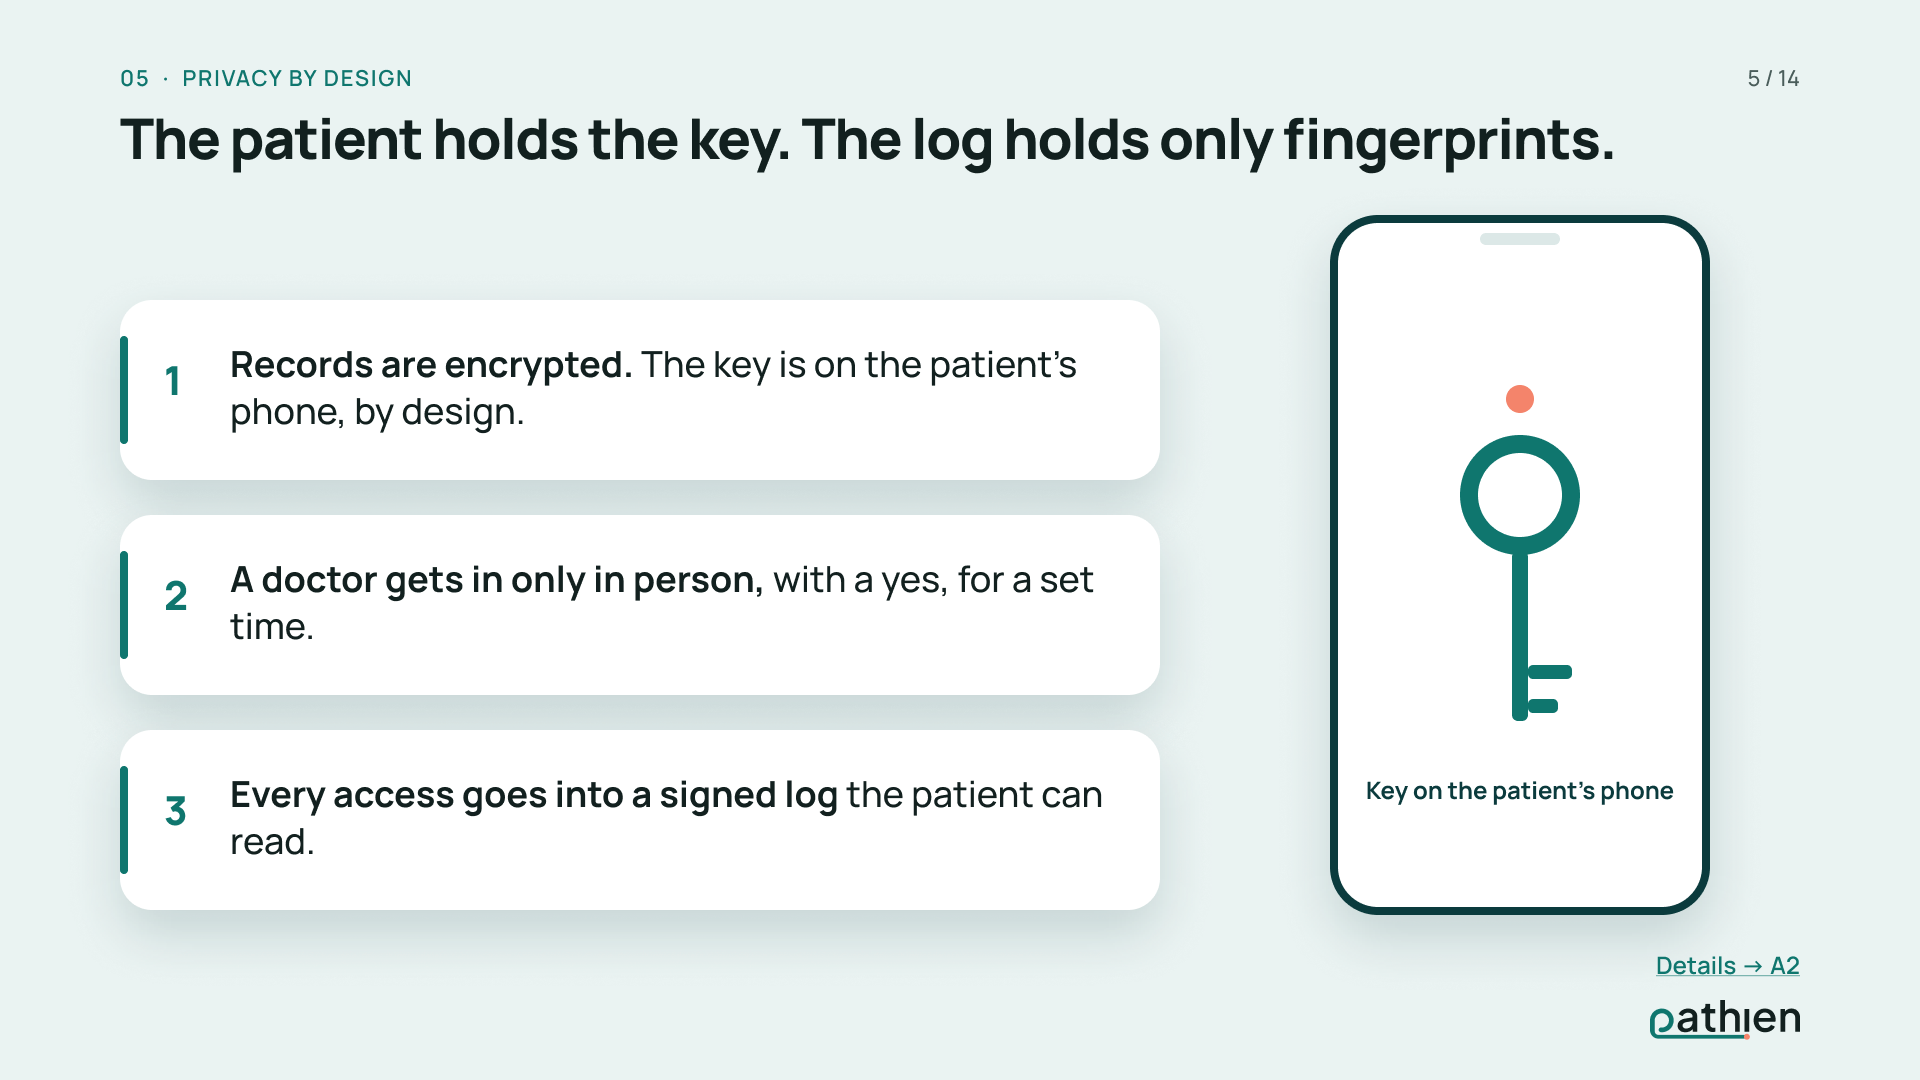 05 · PRIVACY BY DESIGN
5 / 14
The patient holds the key. The log holds only fingerprints.
1
Records are encrypted. The key is on the patient’s
phone, by design.
2
A doctor gets in only in person, with a yes, for a set
time.
3
Every access goes into a signed log the patient can
read.
Key on the patient’s phone
Details → A2
pathien